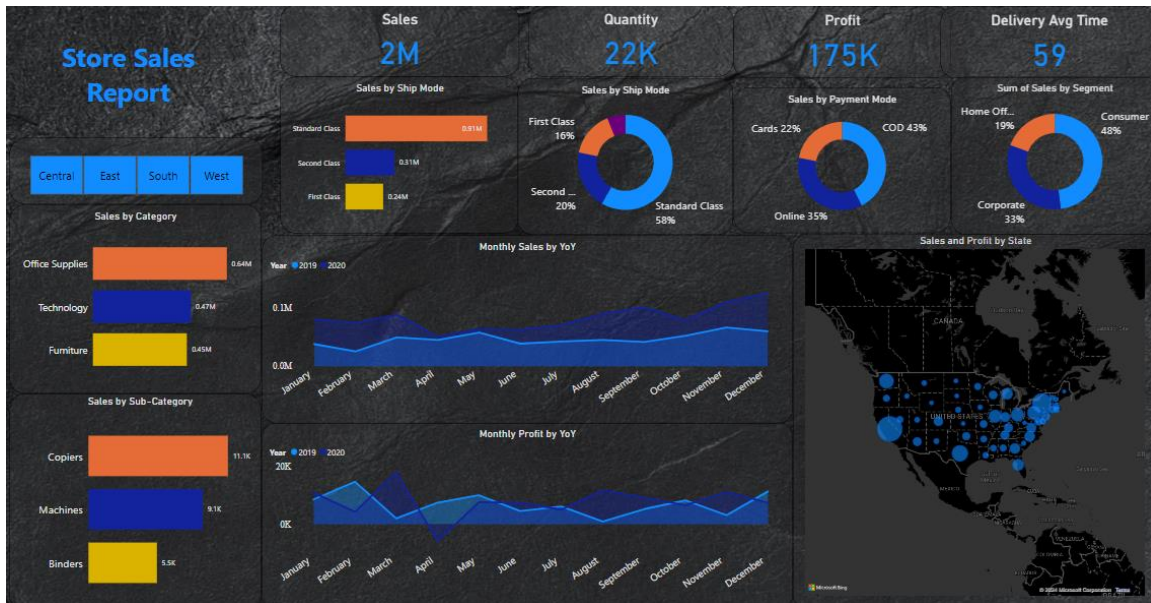 Store Sales
Report
Sales
2M
Quantity
22K
Profit
175K
Delivery Avg Time
59
Central
East
South
West
Sales by Ship Mode
Standard Class
0.91M
Second Class
0.31M
First Class
0.24M
Sales by Ship Mode
First Class
16%
Second ...
20%
Standard Class
58%
Sales by Payment Mode
Cards 22%
COD 43%
Online 35%
Sum of Sales by Segment
Home Off...
19%
Consumer
48%
Corporate
33%
Sales by Category
Office Supplies
0.64M
Technology
0.47M
Furniture
0.45M
Monthly Sales by YoY
Year 2019 2020
0.1M
0.0M
January
February
March
April
May
June
July
August
September
October
November
December
Sales and Profit by State
CANADA
UNITED STATES
MEXICO
VENEZUELA
COLOMBIA
Microsoft Bing
© 2024 Microsoft Corporation Terms
Sales by Sub-Category
Copiers
11.1K
Machines
9.1K
Binders
5.5K
Monthly Profit by YoY
Year 2019 2020
20K
0K
January
February
March
April
May
June
July
August
September
October
November
December